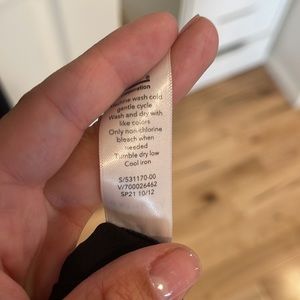 Machine wash cold
gentle cycle
Wash and dry with
like colors
Only non-chlorine
bleach when
needed
Tumble dry low
Cool iron
S/531170-00
V/700026462
SP21 10/12